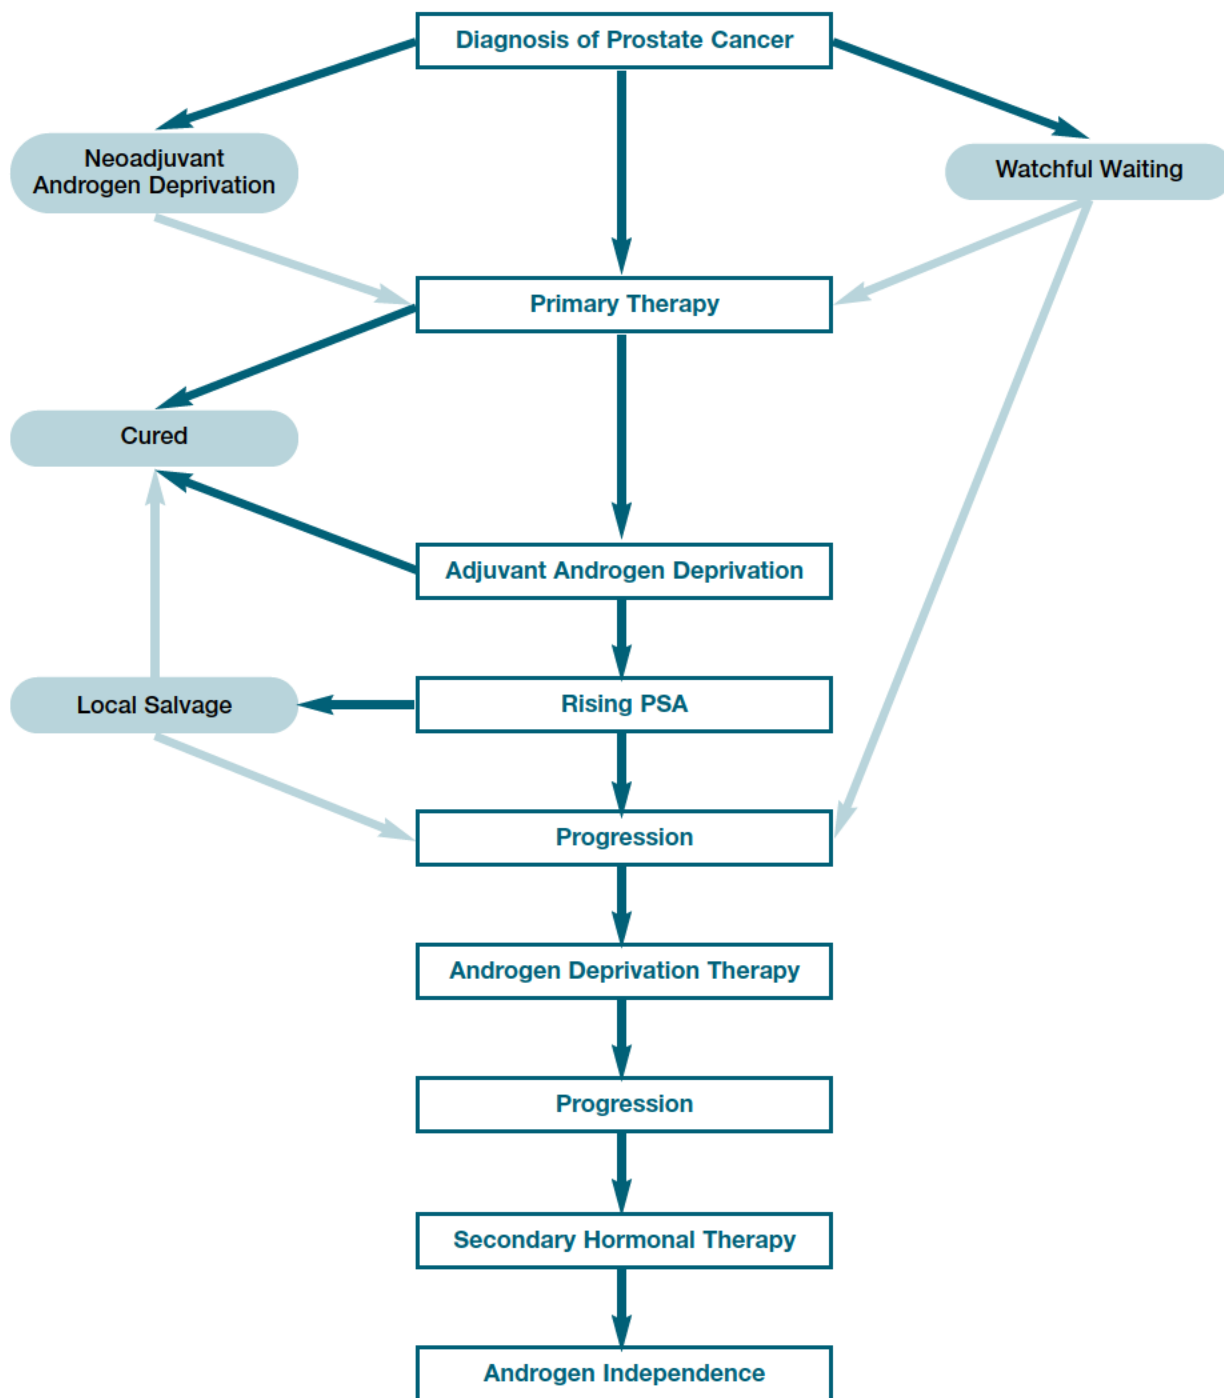 Diagnosis of Prostate Cancer
Neoadjuvant
Androgen Deprivation
Watchful Waiting
Primary Therapy
Cured
Adjuvant Androgen Deprivation
Local Salvage
Rising PSA
Progression
Androgen Deprivation Therapy
Progression
Secondary Hormonal Therapy
Androgen Independence